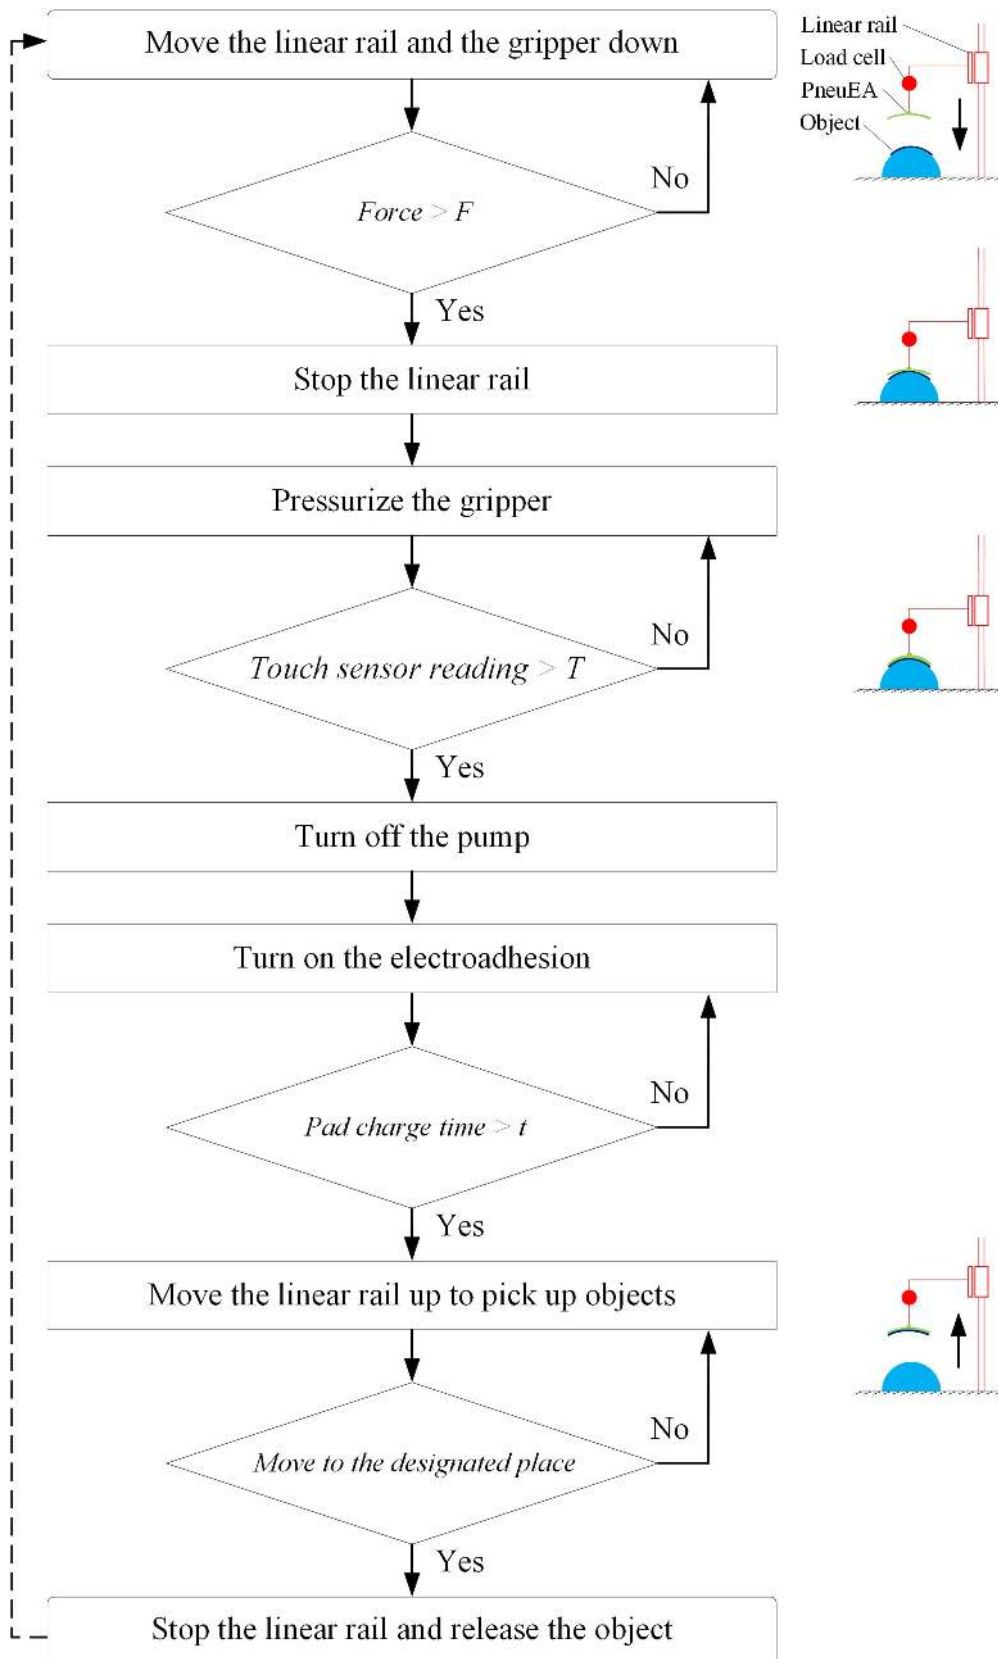 Move the linear rail and the gripper down
Linear rail
Load cell
PneuEA
Object
Force > F
No
Yes
Stop the linear rail
Pressurize the gripper
Touch sensor reading > T
No
Yes
Turn off the pump
Turn on the electroadhesion
Pad charge time > t
No
Yes
Move the linear rail up to pick up objects
Move to the designated place
No
Yes
Stop the linear rail and release the object